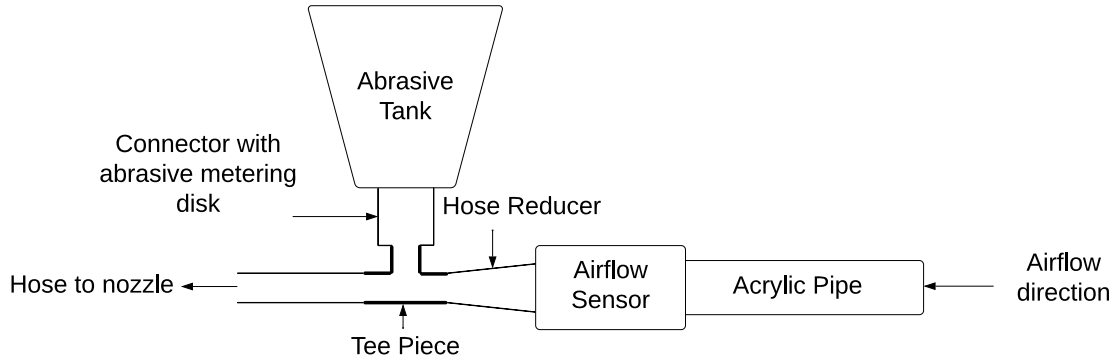 Abrasive
Tank
Connector with
abrasive metering
disk
Hose Reducer
Hose to nozzle
Airflow
Sensor
Acrylic Pipe
Airflow
direction
Tee Piece